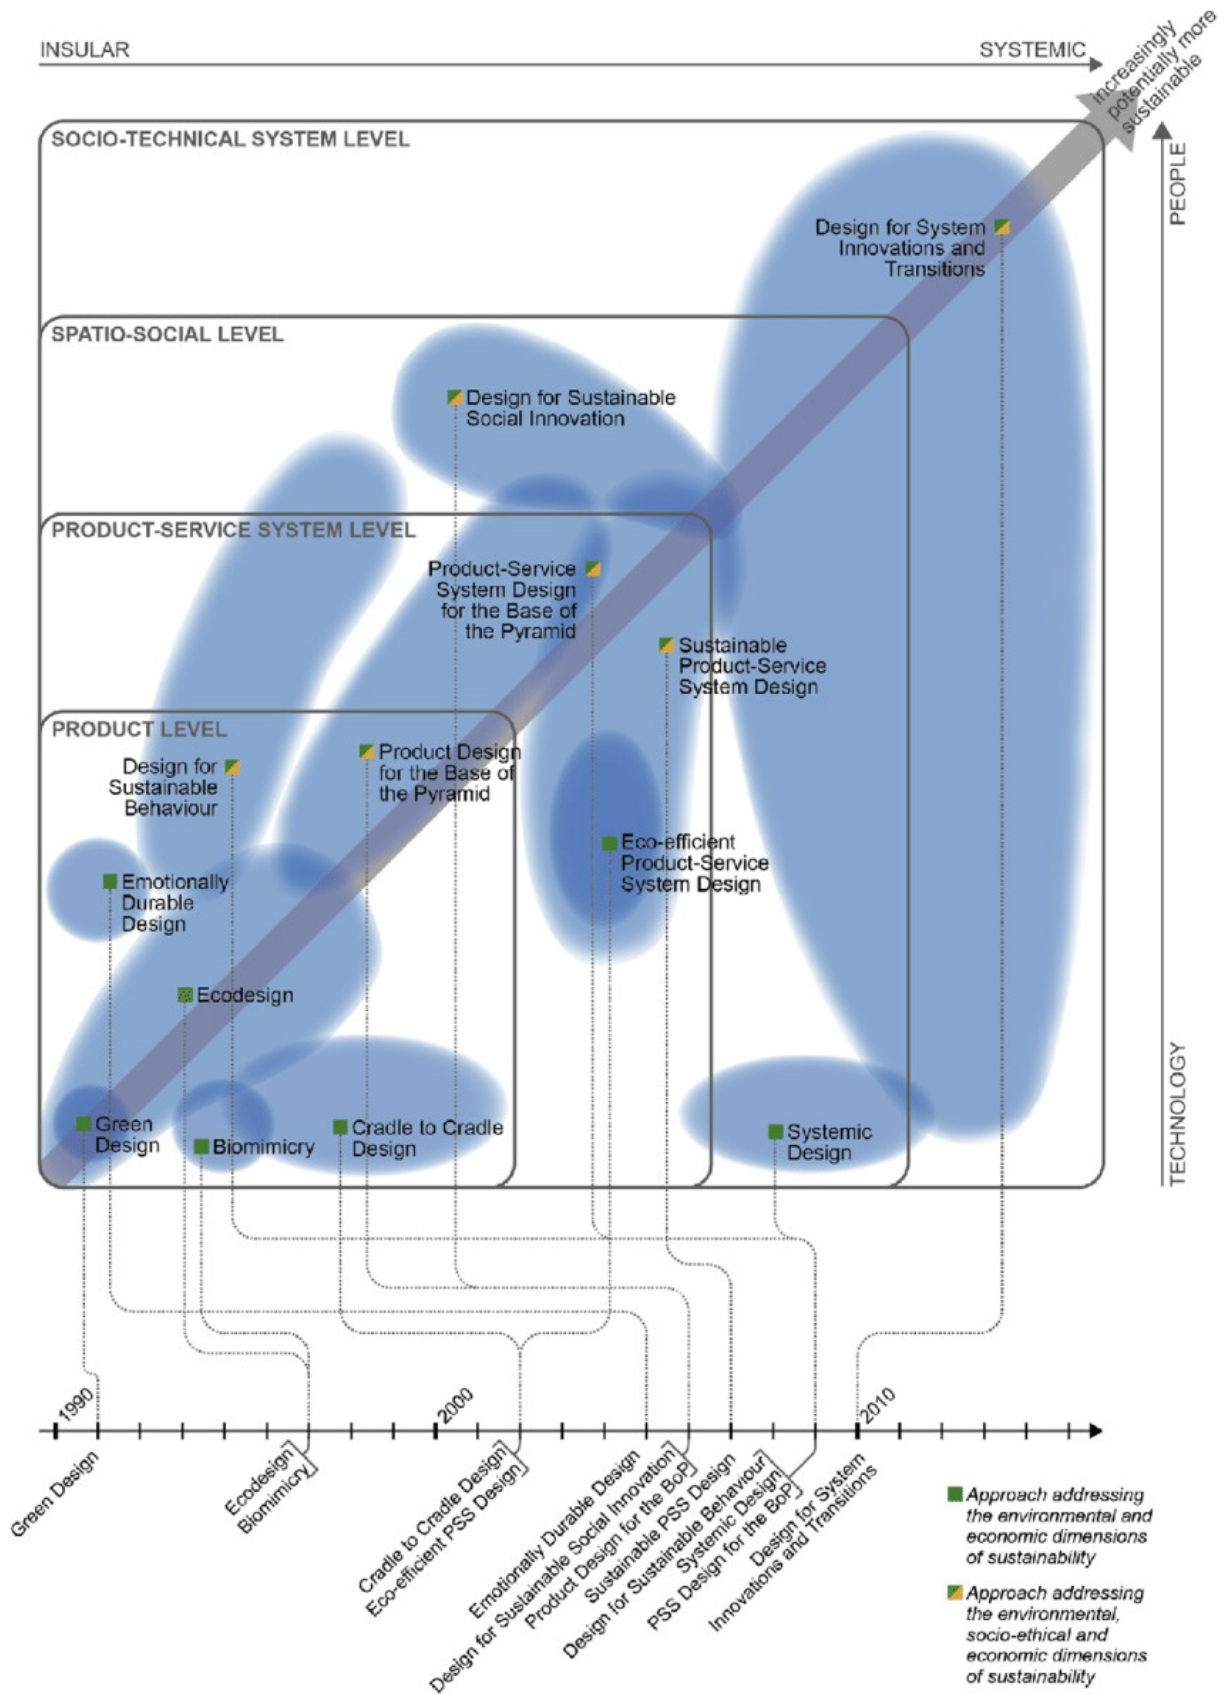 INSULAR
SYSTEMIC
increasingly
potentially more
sustainable
SOCIO-TECHNICAL SYSTEM LEVEL
PEOPLE
Design for System
Innovations and
Transitions
SPATIO-SOCIAL LEVEL
Design for Sustainable
Social Innovation
PRODUCT-SERVICE SYSTEM LEVEL
Product-Service
System Design
for the Base of
the Pyramid
Sustainable
Product-Service
System Design
PRODUCT LEVEL
Design for
Sustainable
Behaviour
Product Design
for the Base of
the Pyramid
Eco-efficient
Product-Service
System Design
Emotionally
Durable
Design
Ecodesign
Green
Design
Biomimicry
Cradle to Cradle
Design
Systemic
Design
TECHNOLOGY
1990
2000
2010
Green Design
Ecodesign
Biomimicry
Cradle to Cradle Design
Eco-efficient PSS Design
Emotionally Durable Design
Design for Sustainable Social Innovation
Product Design for the BoP
Sustainable PSS Design
Design for Sustainable Behaviour
Systemic Design
PSS Design for the BoP
Design for System
Innovations and Transitions
Approach addressing
the environmental and
economic dimensions
of sustainability
Approach addressing
the environmental,
socio-ethical and
economic dimensions
of sustainability